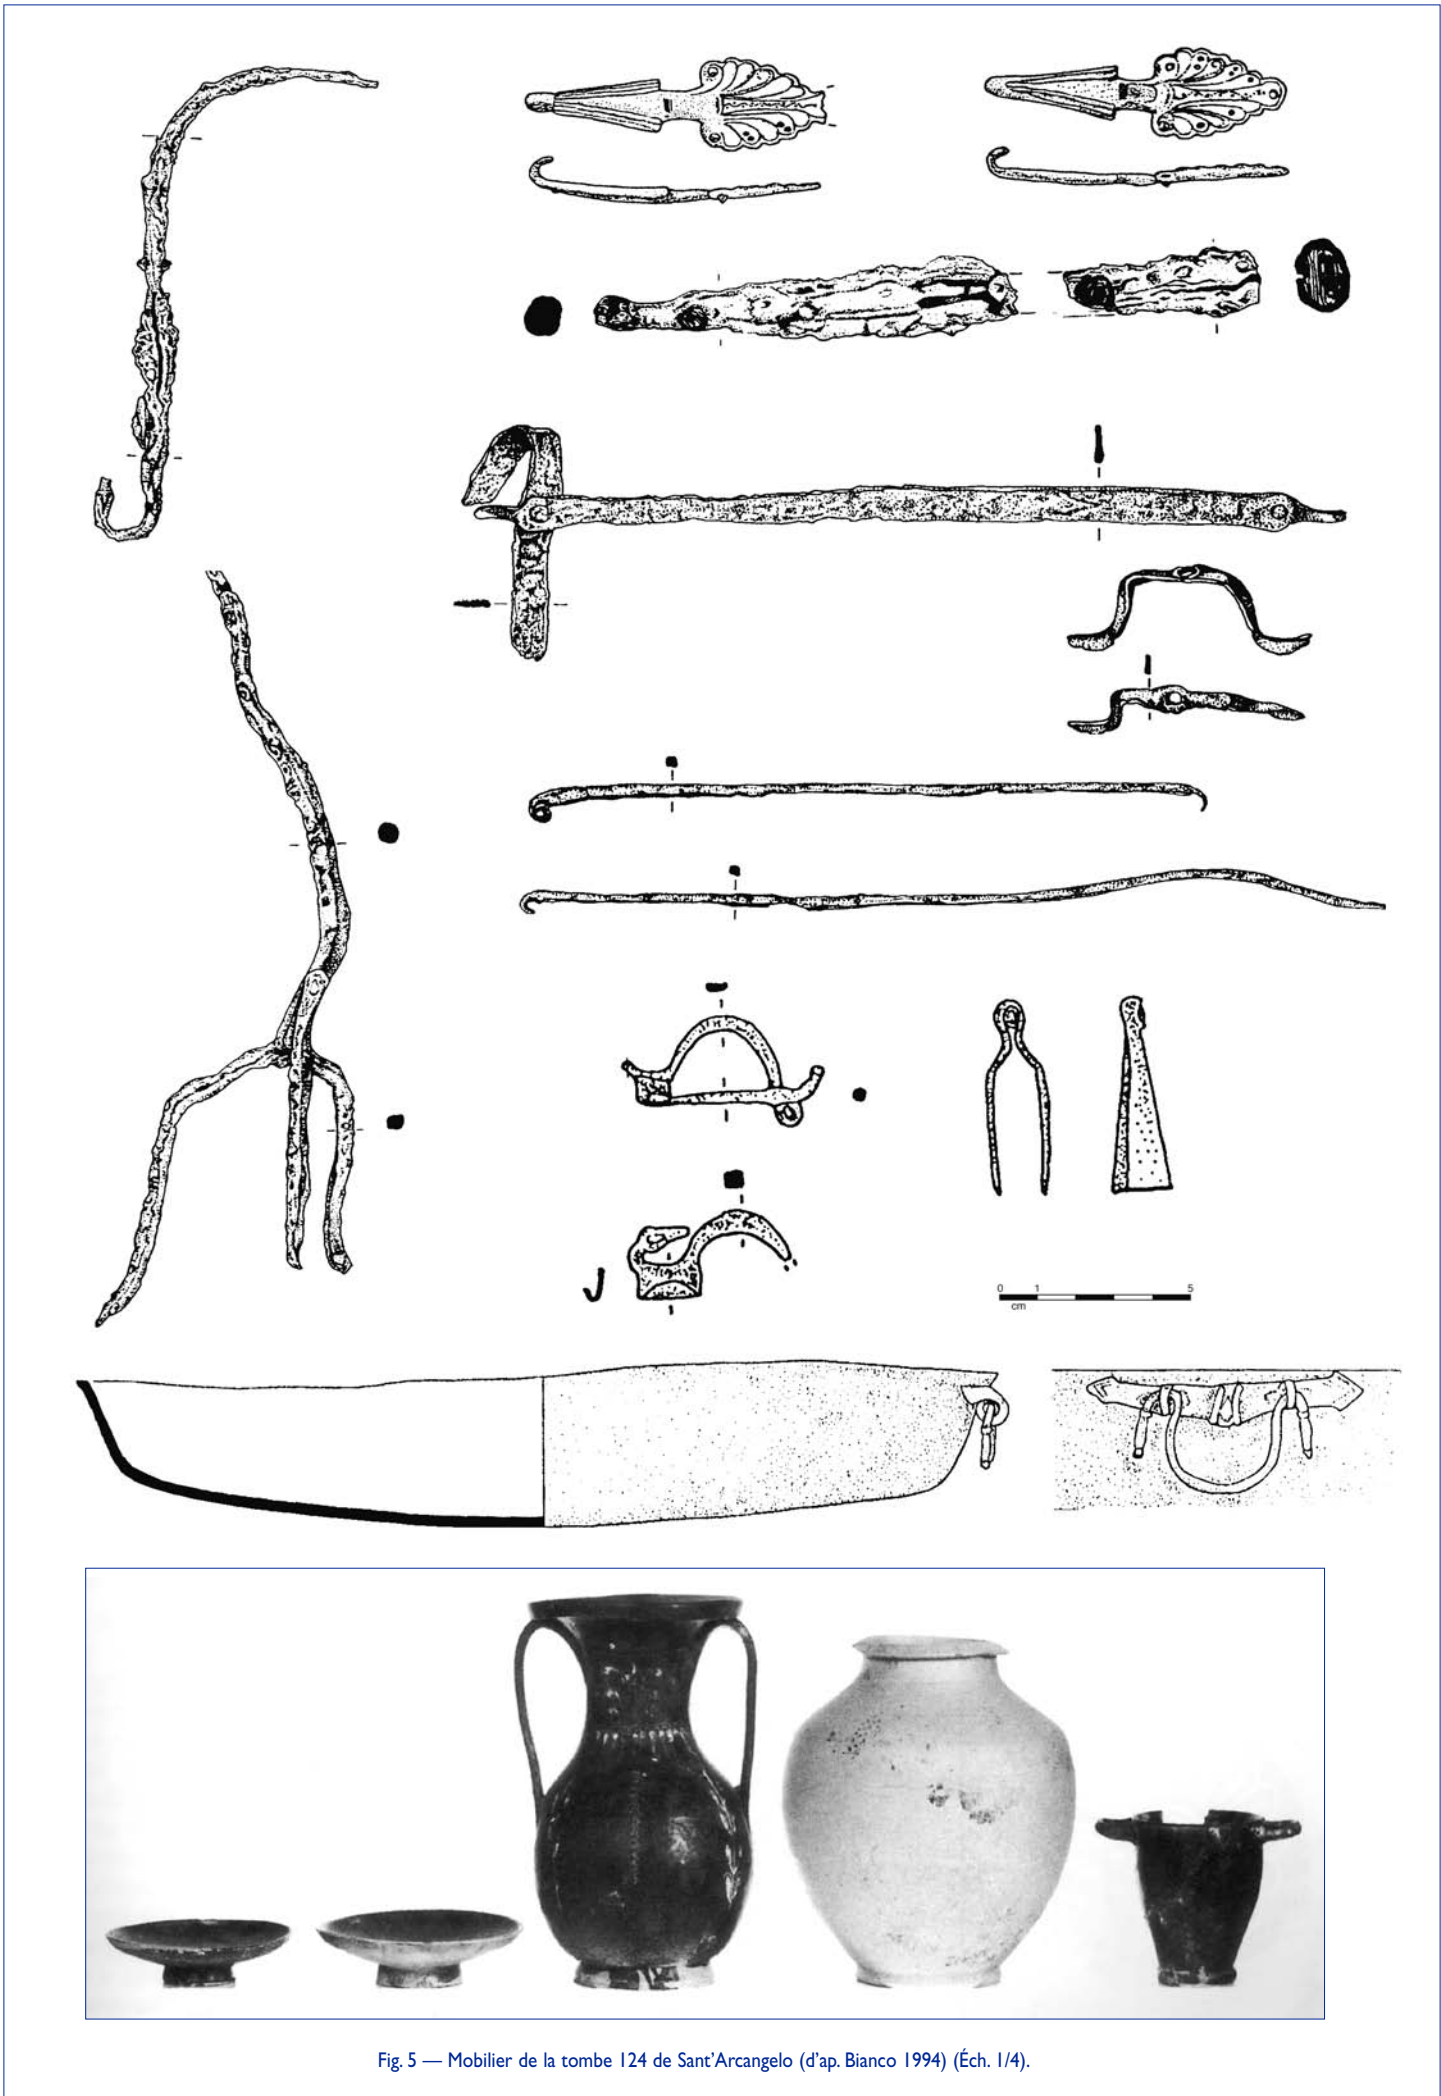 0 1 5
cm
Fig. 5 — Mobilier de la tombe 124 de Sant’Arcangelo (d’ap. Bianco 1994) (Éch. 1/4).